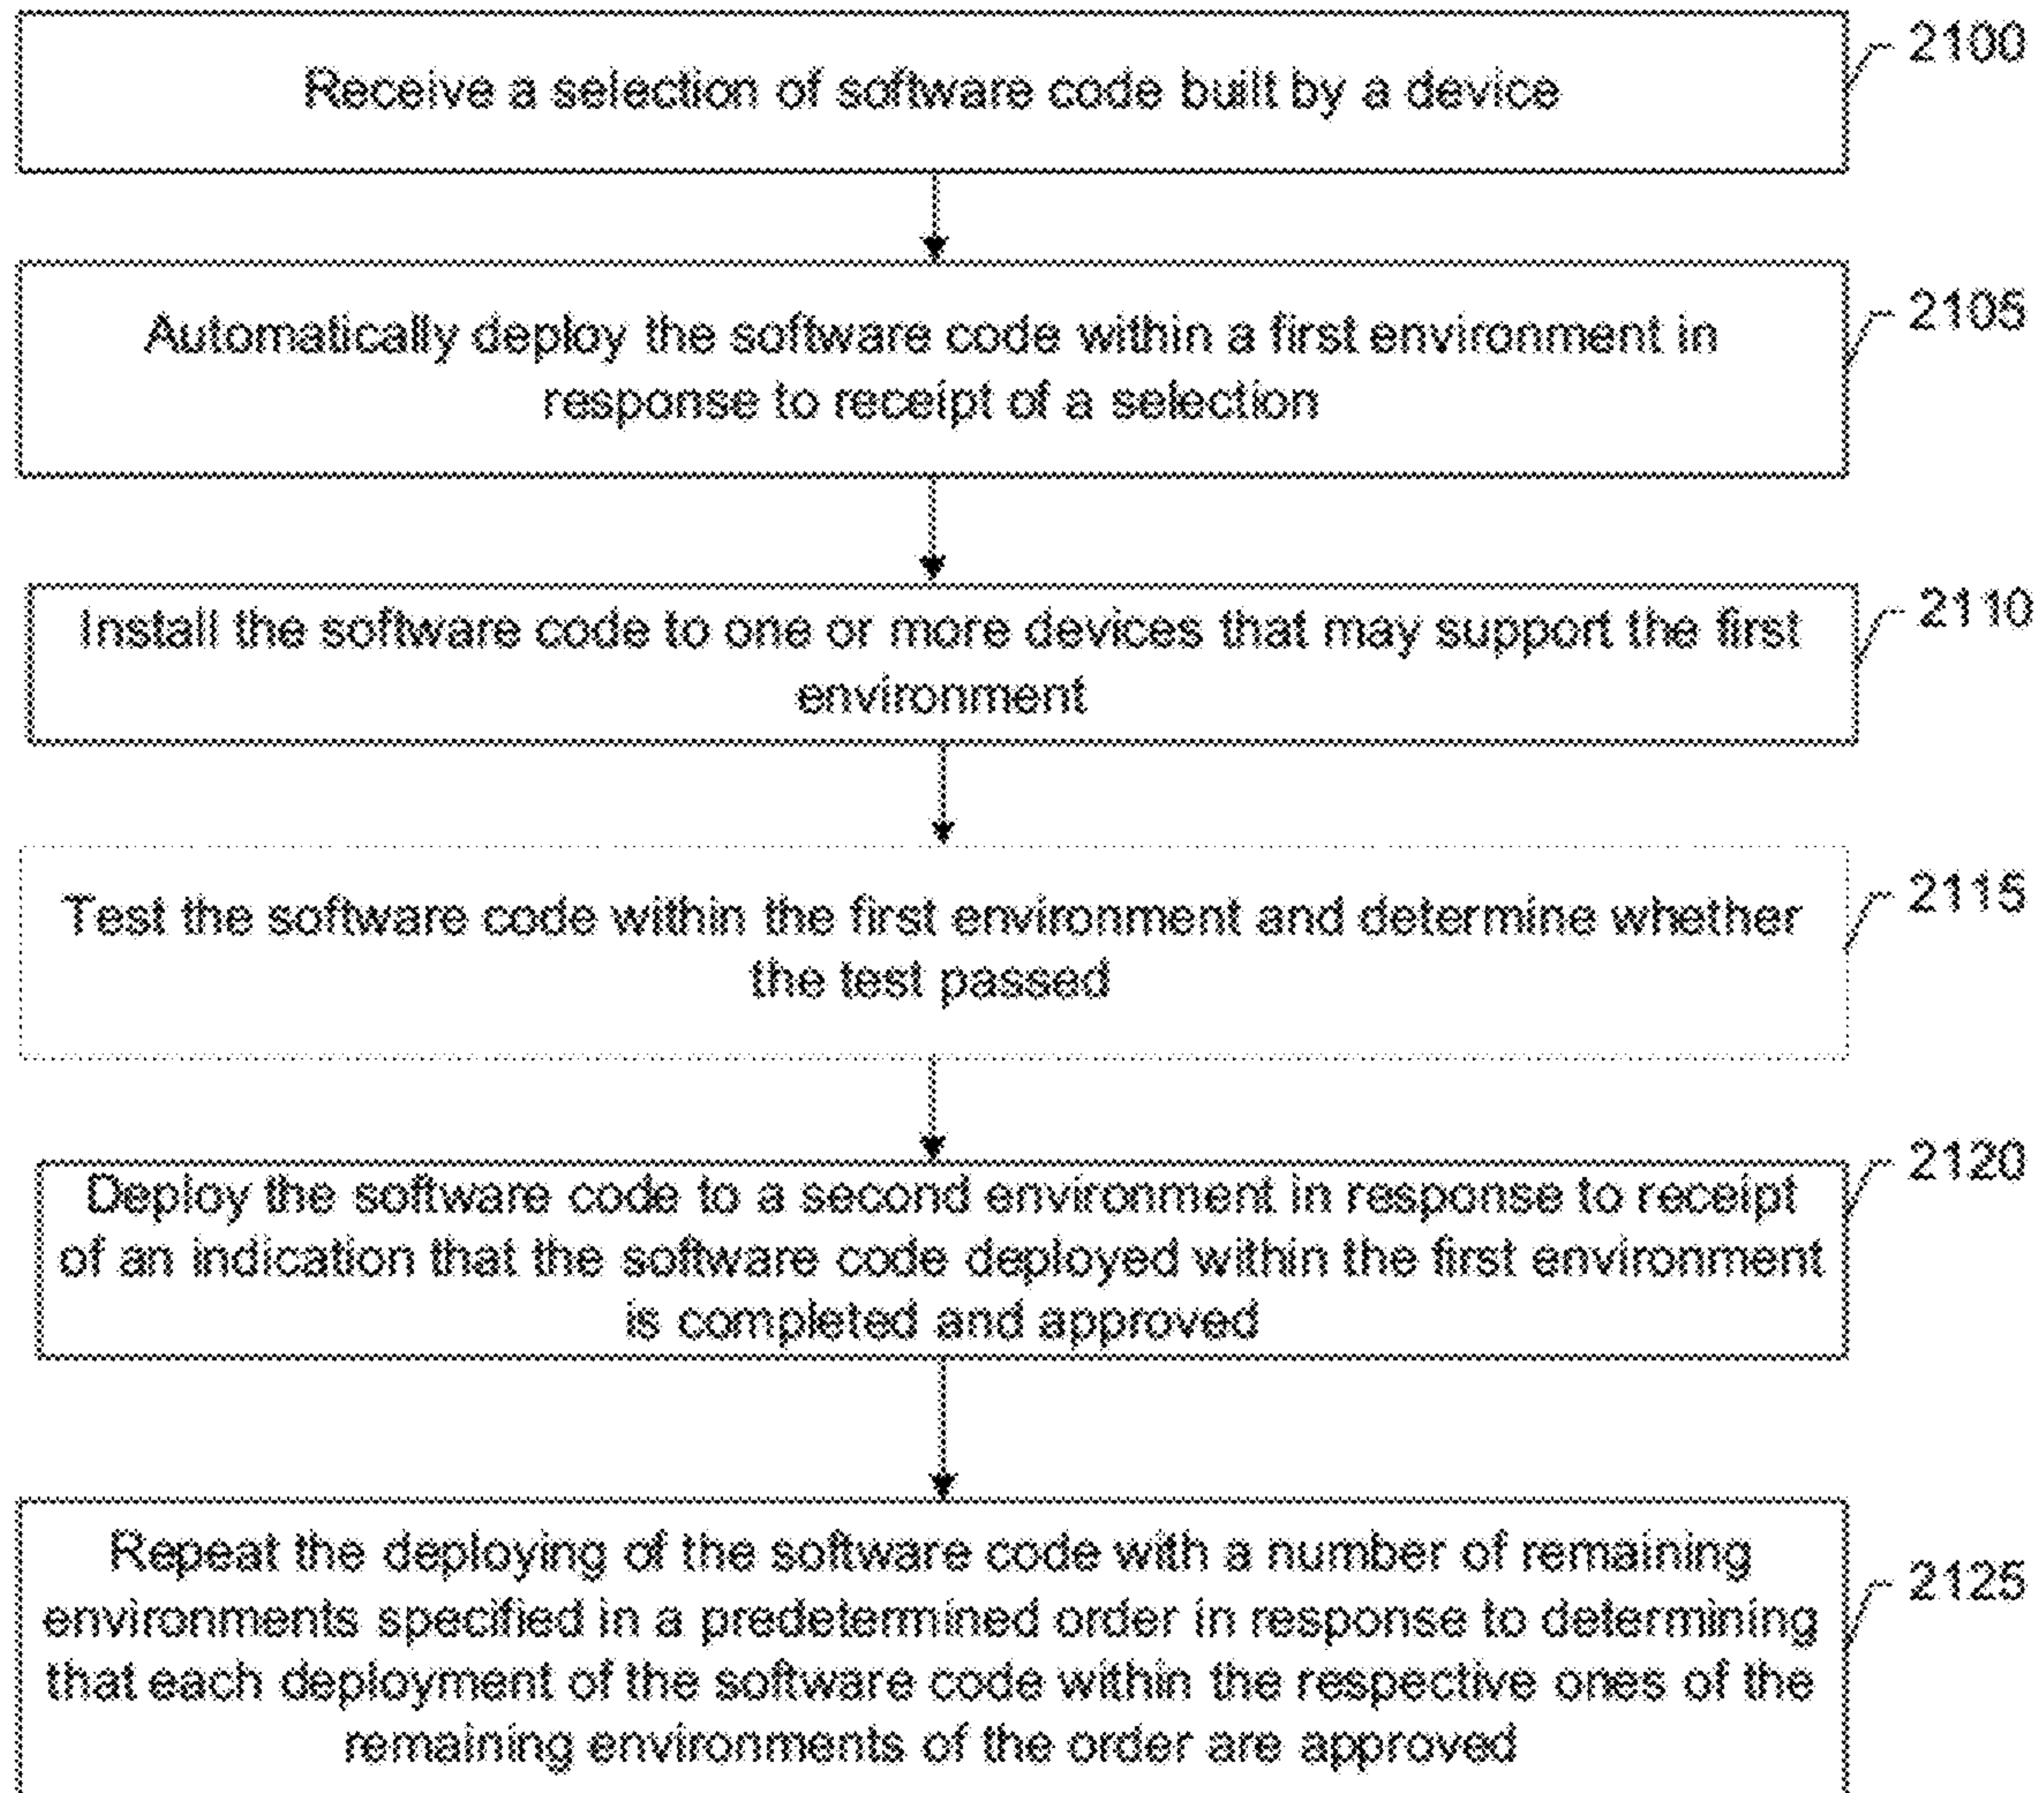 Receive a selection of software code built by a device
2100
Automatically deploy the software code within a first environment in
response to receipt of a selection
2105
Install the software code to one or more devices that may support the first
environment
2110
Test the software code within the first environment and determine whether
the test passed
2115
Deploy the software code to a second environment in response to receipt
of an indication that the software code deployed within the first environment
is completed and approved
2120
Repeat the deploying of the software code with a number of remaining
environments specified in a predetermined order in response to determining
that each deployment of the software code within the respective ones of the
remaining environments of the order are approved
2125